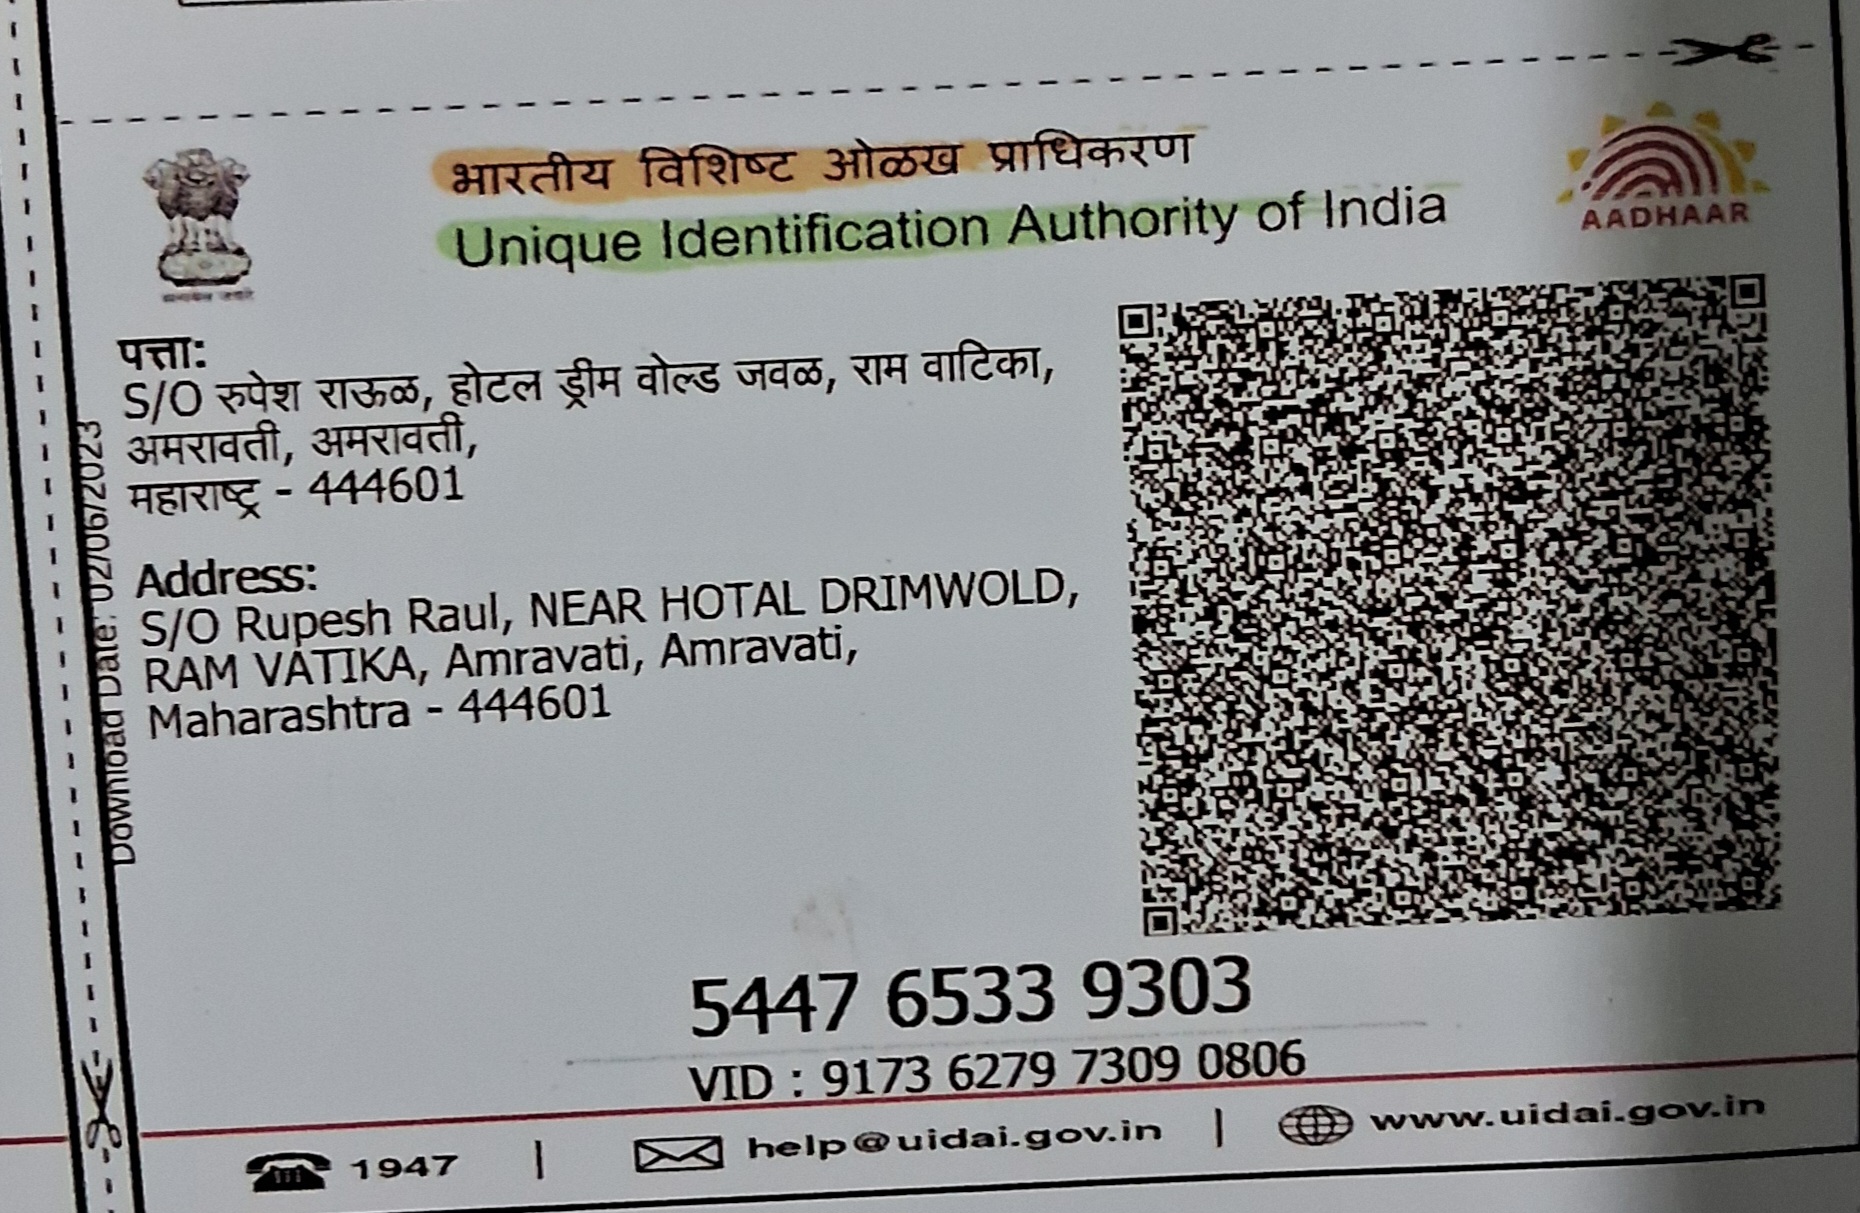 भारतीय विशिष्ट ओळख प्राधिकरण
Unique Identification Authority of India
AADHAAR
पत्ता:
S/O रुपेश राऊळ, होटल ड्रीम वोल्ड जवळ, राम वाटिका,
अमरावती, अमरावती,
महाराष्ट्र - 444601
Address:
S/O Rupesh Raul, NEAR HOTAL DRIMWOLD,
RAM VATIKA, Amravati, Amravati,
Maharashtra - 444601
Download Date: 02/06/2023
5447 6533 9303
VID : 9173 6279 7309 0806
1947 | help@uidai.gov.in | www.uidai.gov.in